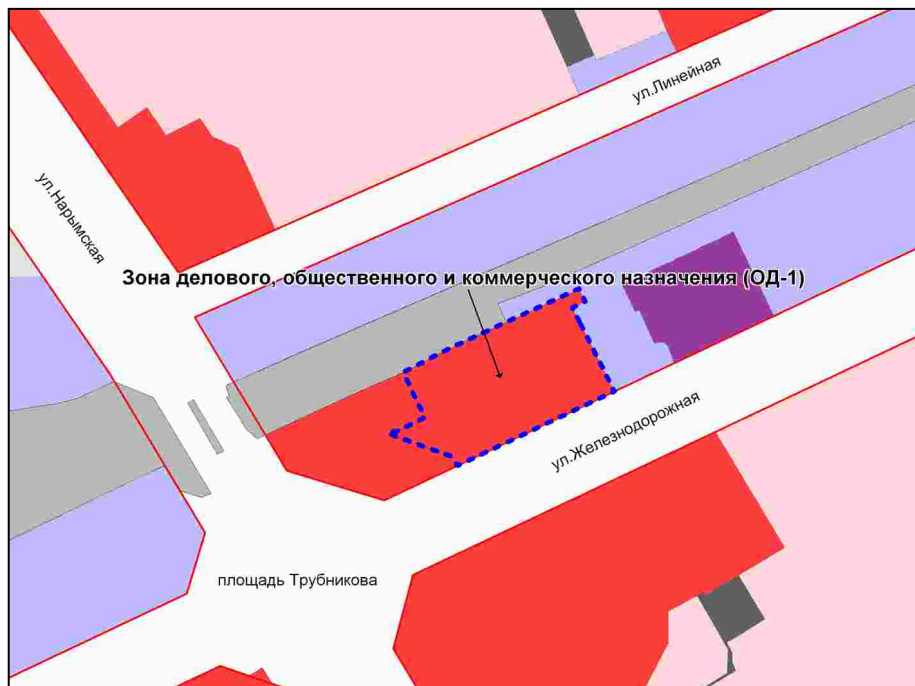 ул.Линейная
ул.Нарымская
Зона делового, общественного и коммерческого назначения (ОД-1)
ул.Железнодорожная
площадь Трубникова